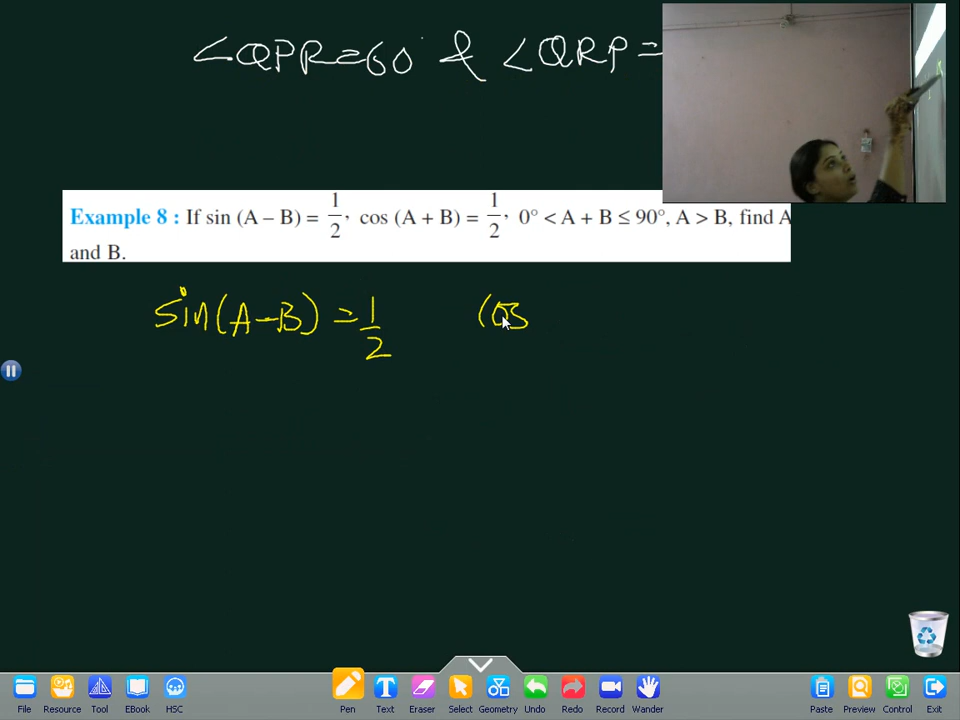 ∠QPR=60° & ∠QRP=
Example 8 : If sin (A – B) = 1/2, cos (A + B) = 1/2, 0° < A + B ≤ 90°, A > B, find A
and B.
sin(A-B) = 1/2 cos
File Resource Tool EBook HSC Pen Text Eraser Select Geometry Undo Redo Record Wander Paste Preview Control Exit